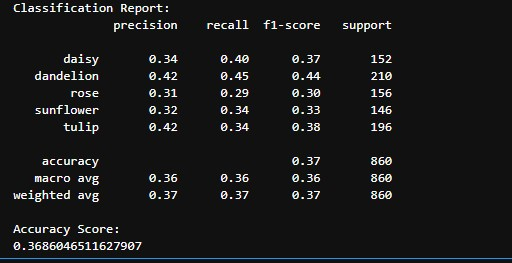 Classification Report:
precision recall f1-score support
daisy 0.34 0.40 0.37 152
dandelion 0.42 0.45 0.44 210
rose 0.31 0.29 0.30 156
sunflower 0.32 0.34 0.33 146
tulip 0.42 0.34 0.38 196
accuracy 0.37 860
macro avg 0.36 0.36 0.36 860
weighted avg 0.37 0.37 0.37 860
Accuracy Score:
0.3686046511627907